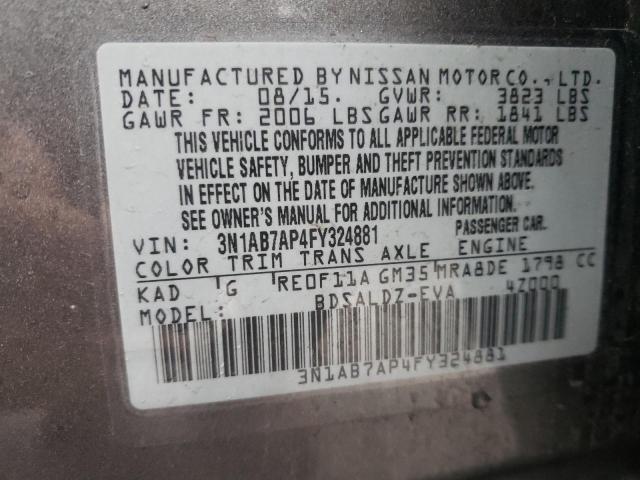 MANUFACTURED BY NISSAN MOTOR CO., LTD.
DATE: 08/15. GVWR: 3823 LBS
GAWR FR: 2006 LBS GAWR RR: 1841 LBS
THIS VEHICLE CONFORMS TO ALL APPLICABLE FEDERAL MOTOR
VEHICLE SAFETY, BUMPER AND THEFT PREVENTION STANDARDS
IN EFFECT ON THE DATE OF MANUFACTURE SHOWN ABOVE.
SEE OWNER'S MANUAL FOR ADDITIONAL INFORMATION.
VIN: 3N1AB7AP4FY324881 PASSENGER CAR.
COLOR TRIM TRANS AXLE ENGINE
KAD G RE0F11A GM35 MRA8DE 1798 CC
MODEL: BDSALDZ-EVA 4Z000
3N1AB7AP4FY324881